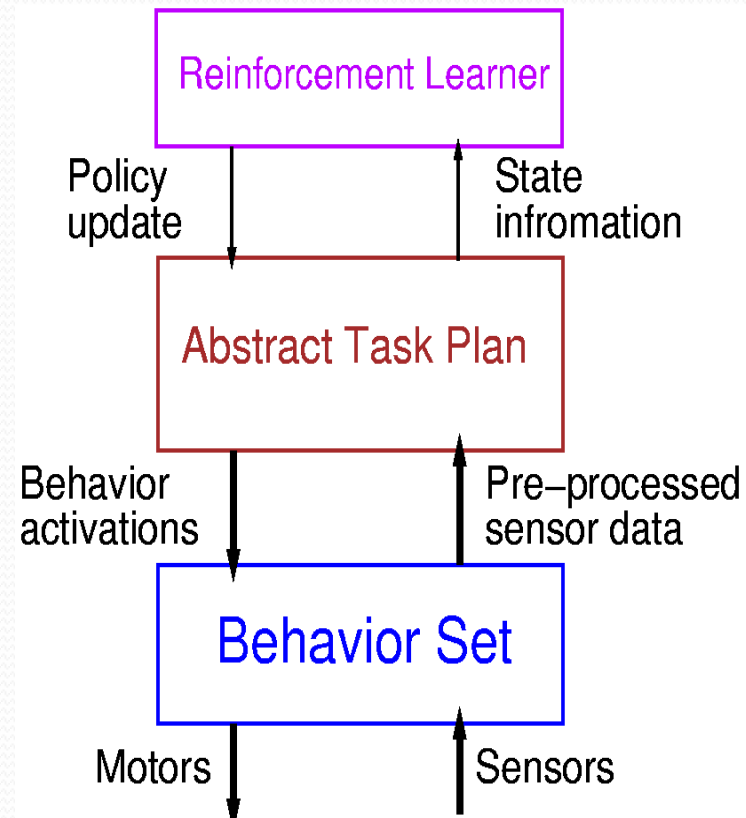 Reinforcement Learner
Policy
update
State
infromation
Abstract Task Plan
Behavior
activations
Pre−processed
sensor data
Behavior Set
Motors
Sensors